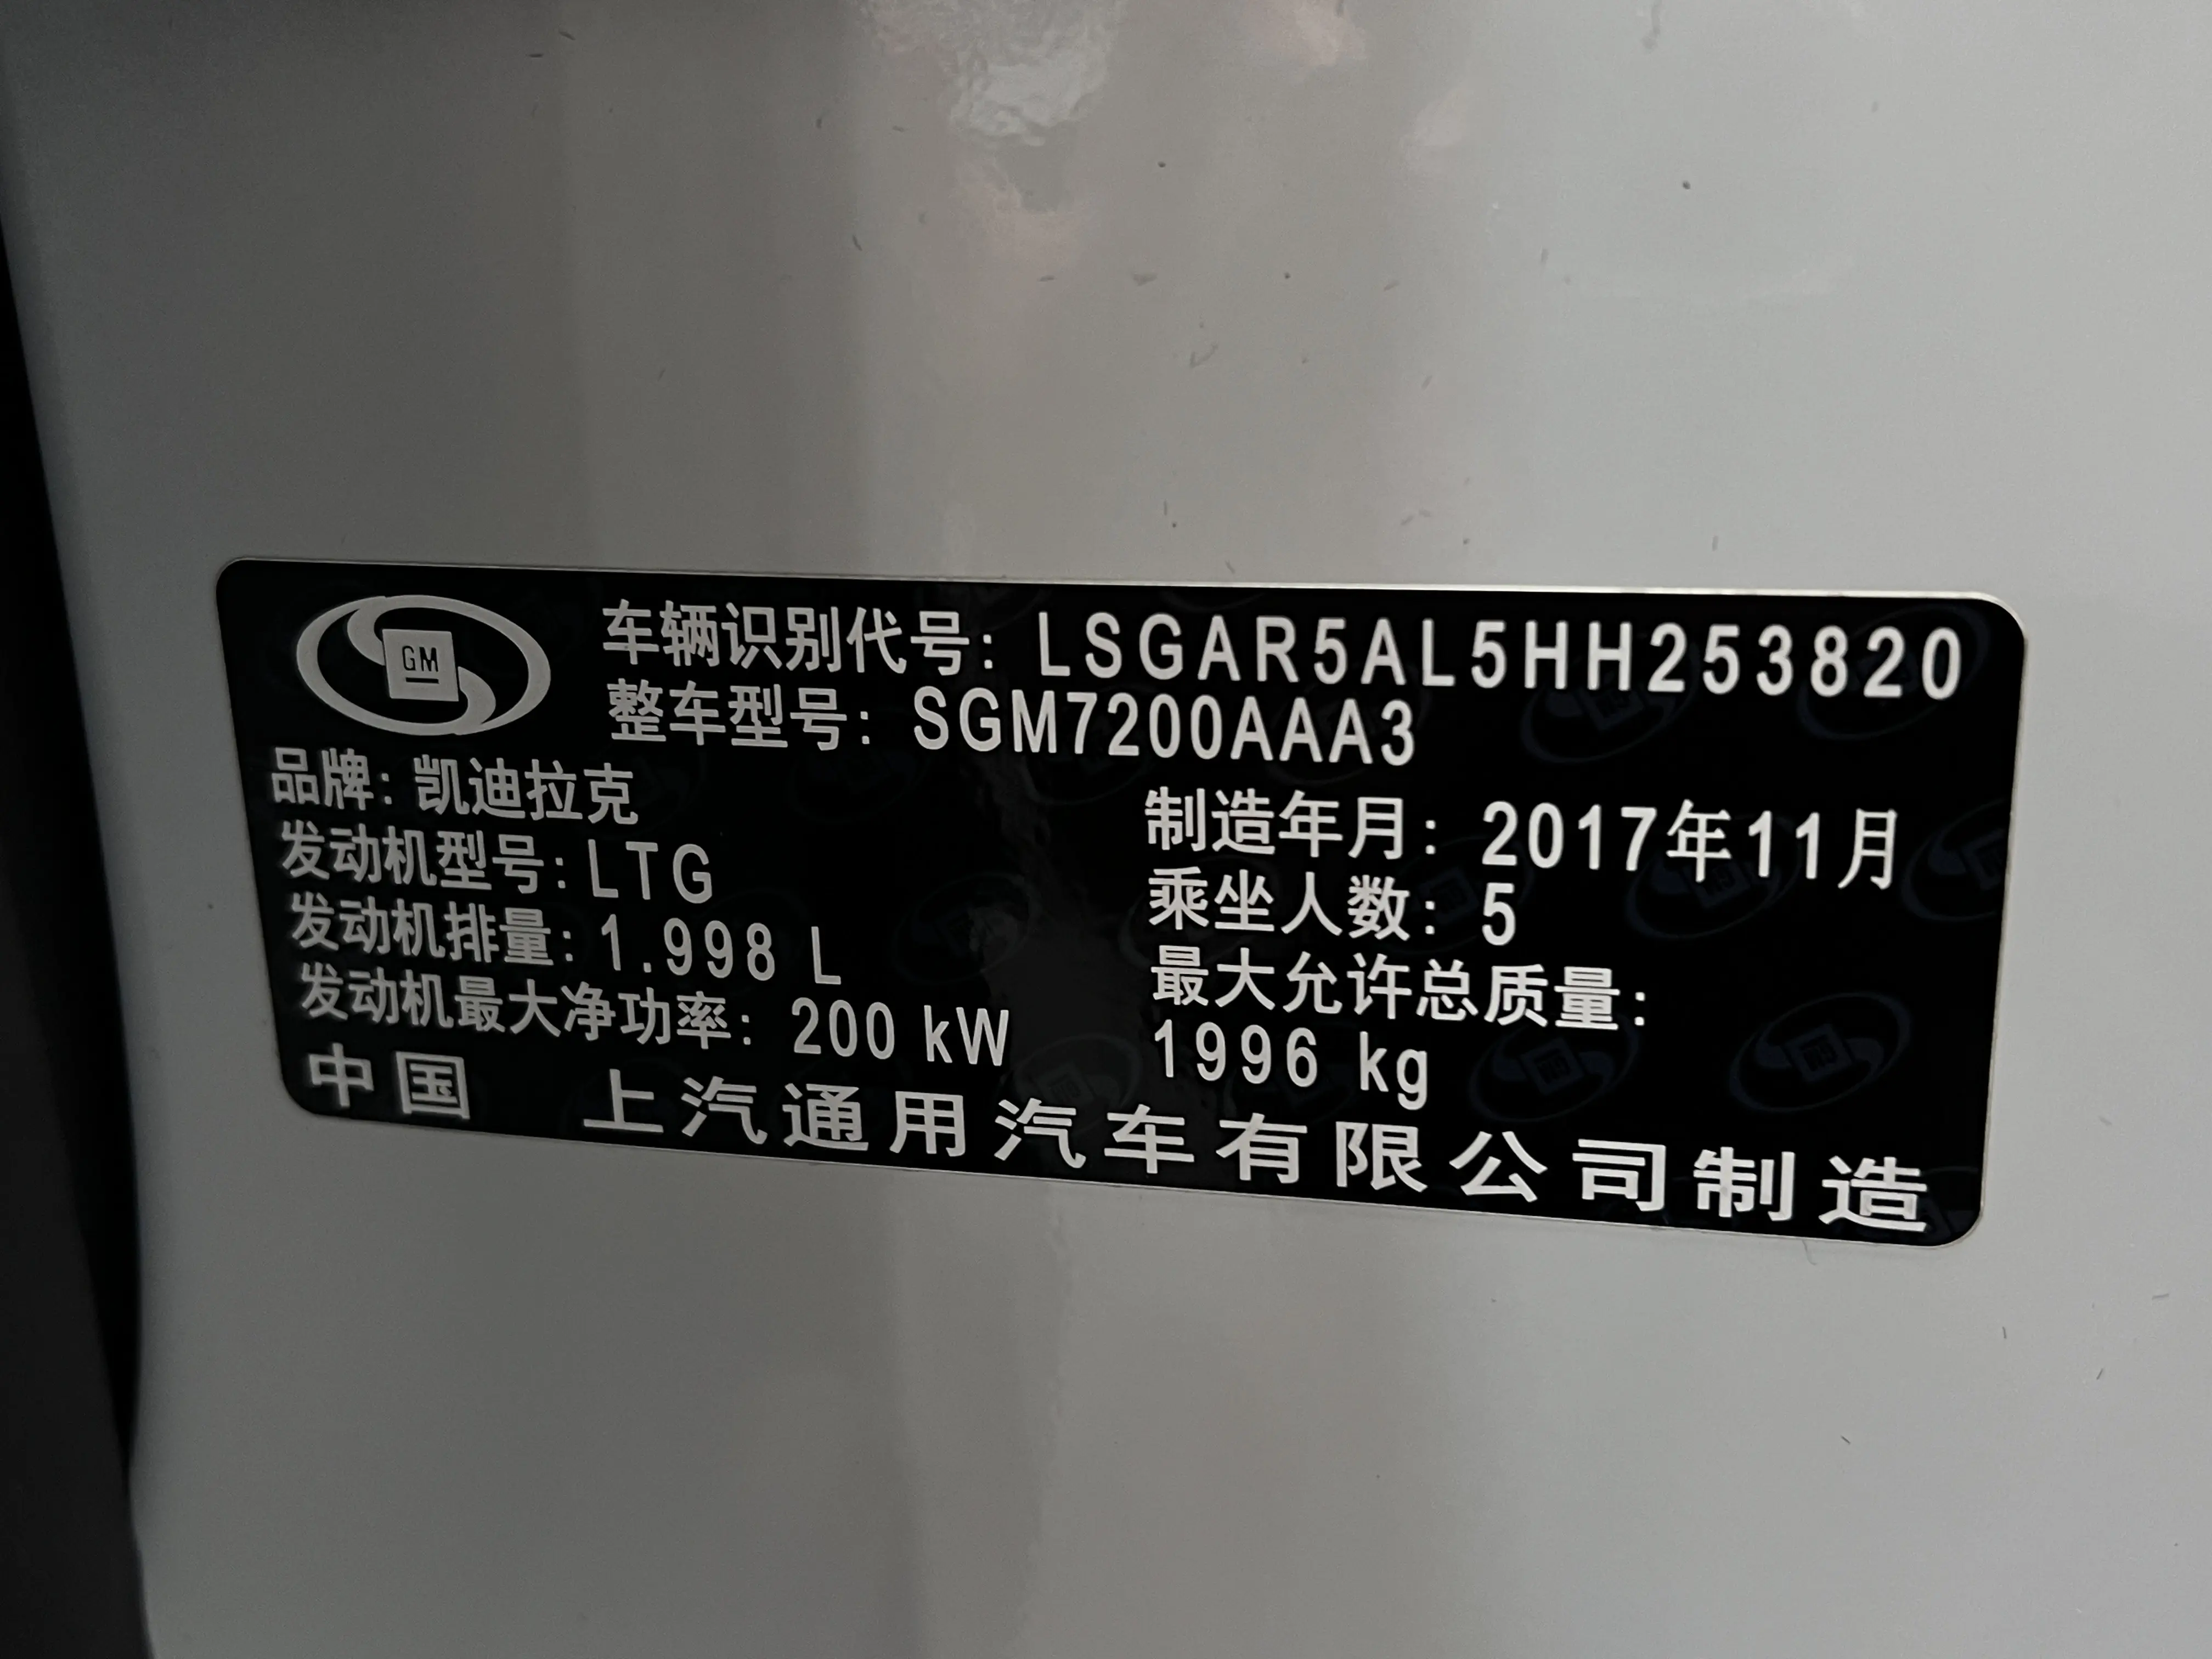 GM
车辆识别代号: LSGAR5AL5HH253820
整车型号: SGM7200AAA3
品牌: 凯迪拉克
发动机型号: LTG
发动机排量: 1.998 L
发动机最大净功率: 200 kW
制造年月: 2017年11月
乘坐人数: 5
最大允许总质量:
1996 kg
中国 上汽通用汽车有限公司制造